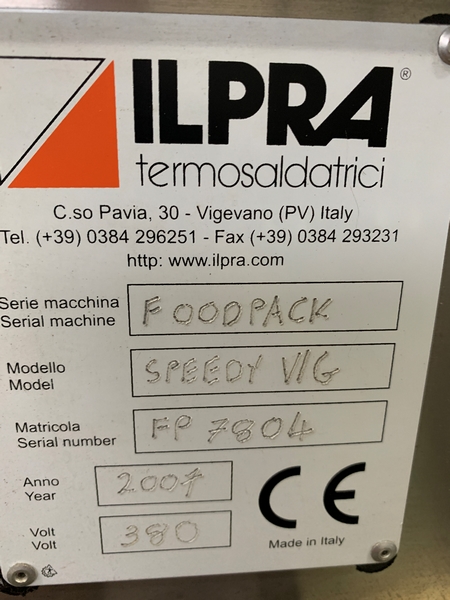 ILPRA®
termosaldatrici
C.so Pavia, 30 - Vigevano (PV) Italy
Tel. (+39) 0384 296251 - Fax (+39) 0384 293231
http: www.ilpra.com
Serie macchina
Serial machine
FOODPACK
Modello
Model
SPEEDY V/G
Matricola
Serial number
FP 7804
Anno
Year
Volt
Volt
380
CE
Made in Italy